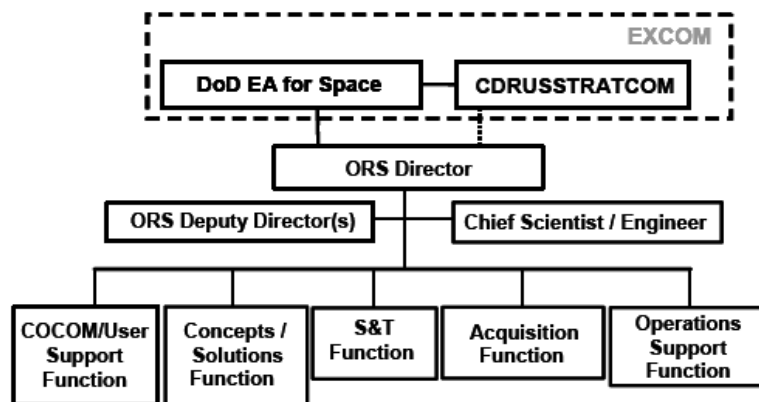 EXCOM
DoD EA for Space
CDRUSSTRATCOM
ORS Director
ORS Deputy Director(s)
Chief Scientist / Engineer
COCOM/User
Support
Function
Concepts /
Solutions
Function
S&T
Function
Acquisition
Function
Operations
Support
Function